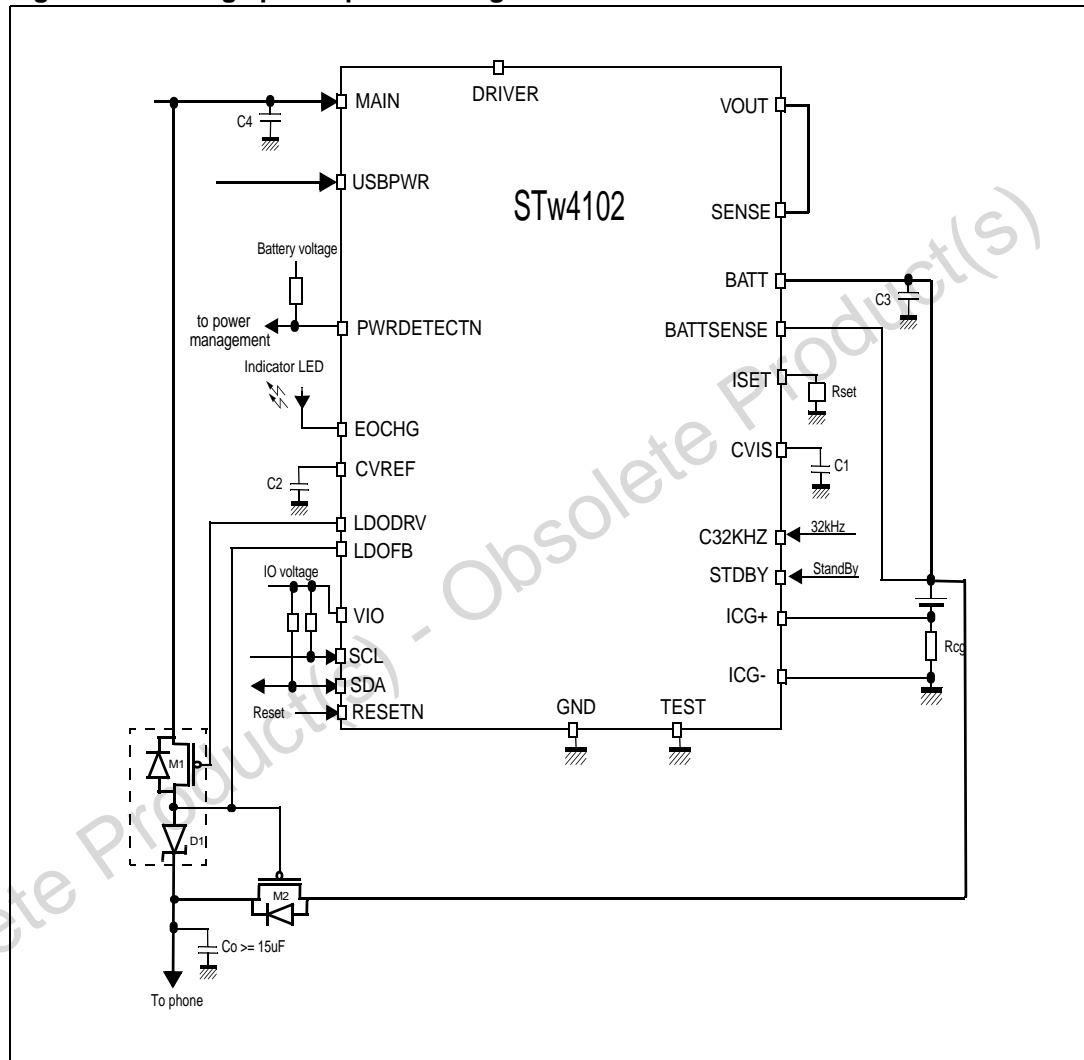 DRIVER
MAIN
VOUT
C4
USBPWR
STw4102
SENSE
Battery voltage
BATT
C3
to power
management
PWRDETECTN
BATTSENSE
Indicator LED
ISET
Rset
EOCHG
CVIS
C1
CVREF
C2
LDODRV
C32KHZ
32kHz
LDOFB
STDBY
StandBy
IO voltage
VIO
ICG+
SCL
Rcg
SDA
ICG-
Reset
RESETN
GND
TEST
M1
D1
M2
Co >= 15uF
To phone
Obsolete Product(s) - Obsolete Product(s)